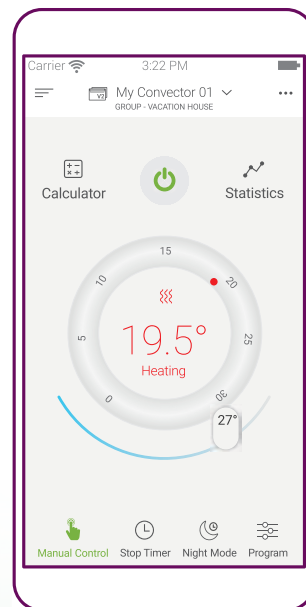 Carrier 3:22 PM
V2 My Convector 01
GROUP - VACATION HOUSE
Calculator
Statistics
15
10
20
5
25
0
30
19.5°
Heating
27°
Manual Control Stop Timer Night Mode Program